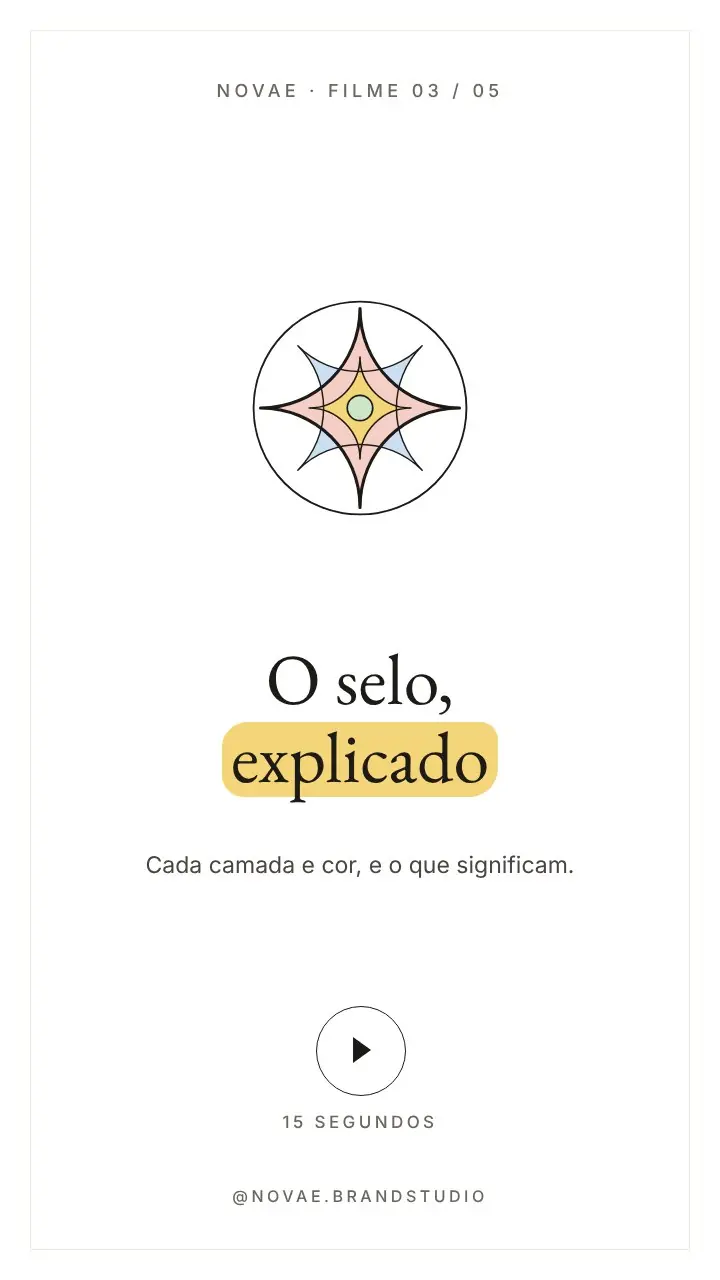 NOVAE · FILME 03 / 05
O selo,
explicado
Cada camada e cor, e o que significam.
15 SEGUNDOS
@NOVAE.BRANDSTUDIO